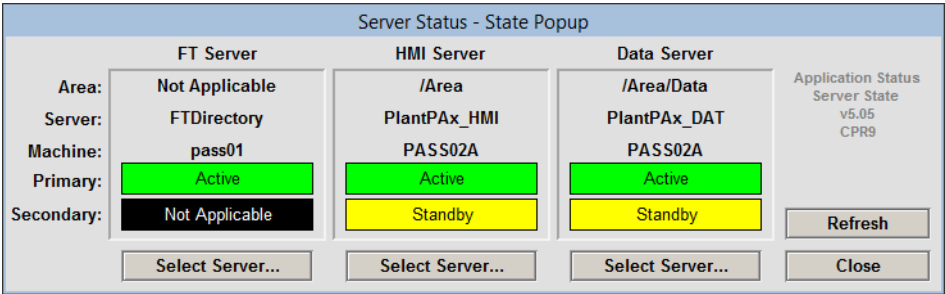 Server Status - State Popup
FT Server HMI Server Data Server
Area: Not Applicable /Area /Area/Data
Server: FTDirectory PlantPAx_HMI PlantPAx_DAT
Machine: pass01 PASS02A PASS02A
Primary: Active Active Active
Secondary: Not Applicable Standby Standby
Select Server... Select Server... Select Server...
Application Status
Server State
v5.05
CPR9
Refresh
Close